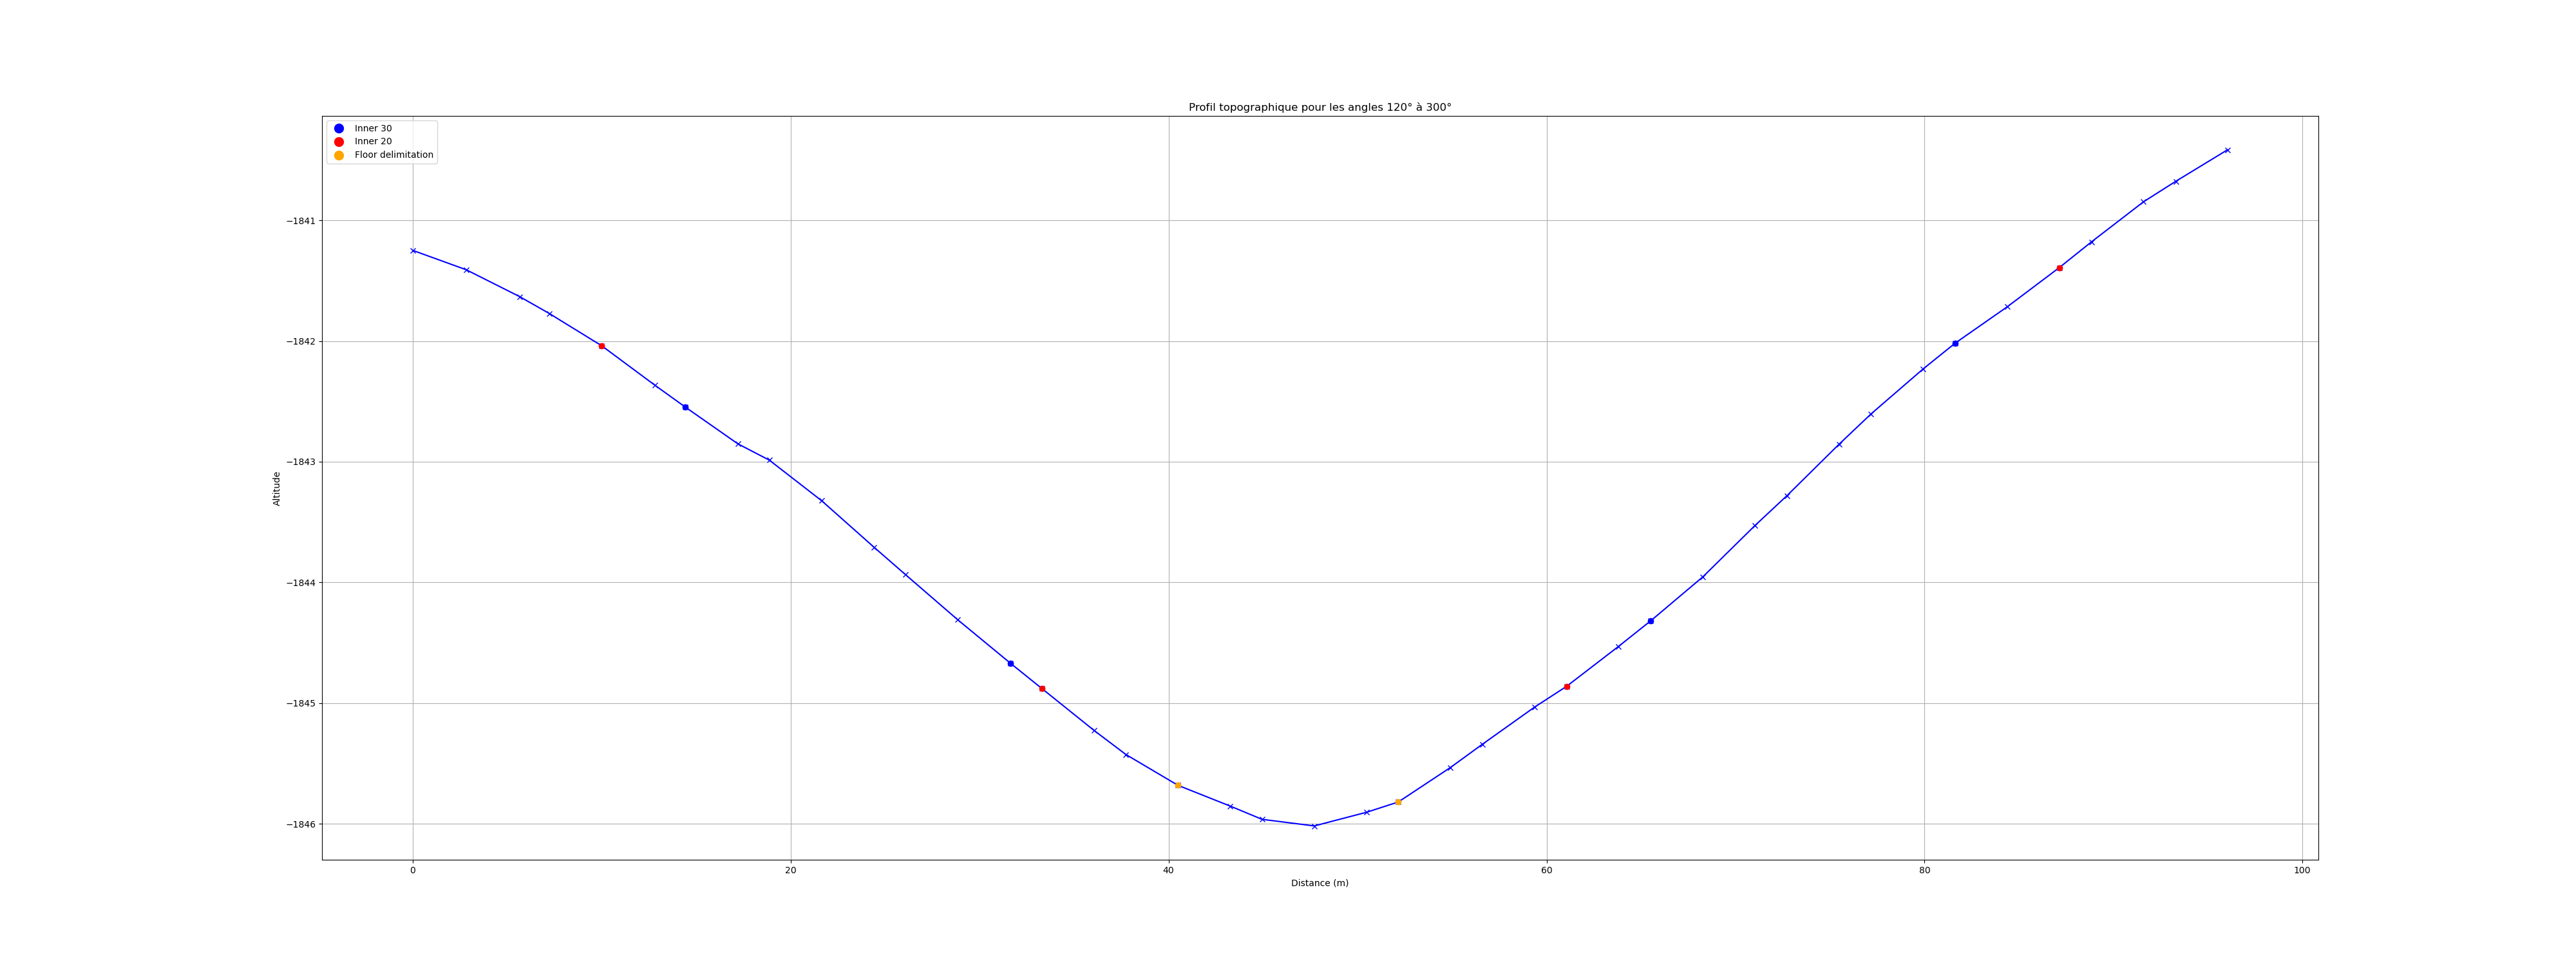 Profil topographique pour les angles 120° à 300°
Inner 30
Inner 20
Floor delimitation
−1841
−1842
−1843
−1844
−1845
−1846
Altitude
0
20
40
60
80
100
Distance (m)